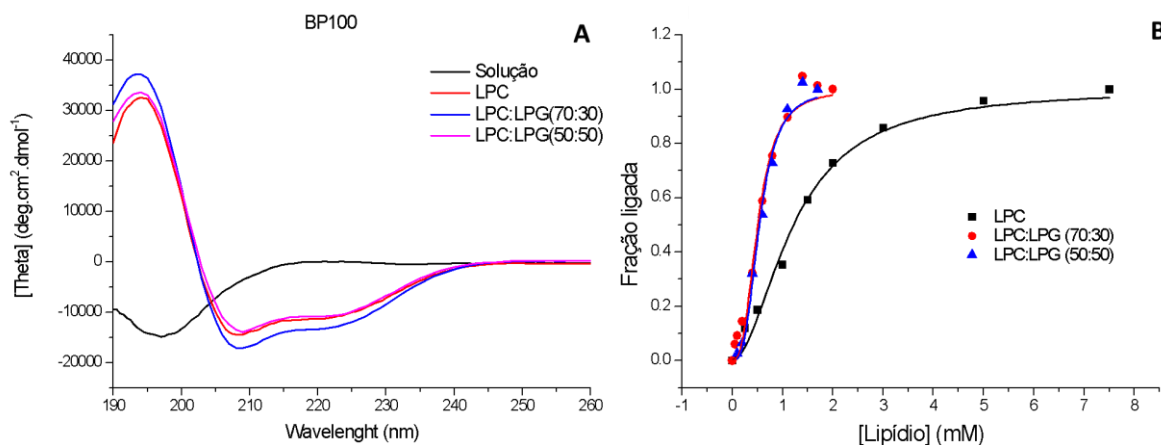 BP100
A
[Theta] (deg.cm².dmol⁻¹)
40000
30000
20000
10000
0
-10000
-20000
Solução
LPC
LPC:LPG(70:30)
LPC:LPG(50:50)
190 200 210 220 230 240 250 260
Wavelenght (nm)
B
Fração ligada
1.2
1.0
0.8
0.6
0.4
0.2
0.0
LPC
LPC:LPG (70:30)
LPC:LPG (50:50)
-1 0 1 2 3 4 5 6 7 8
[Lipídio] (mM)